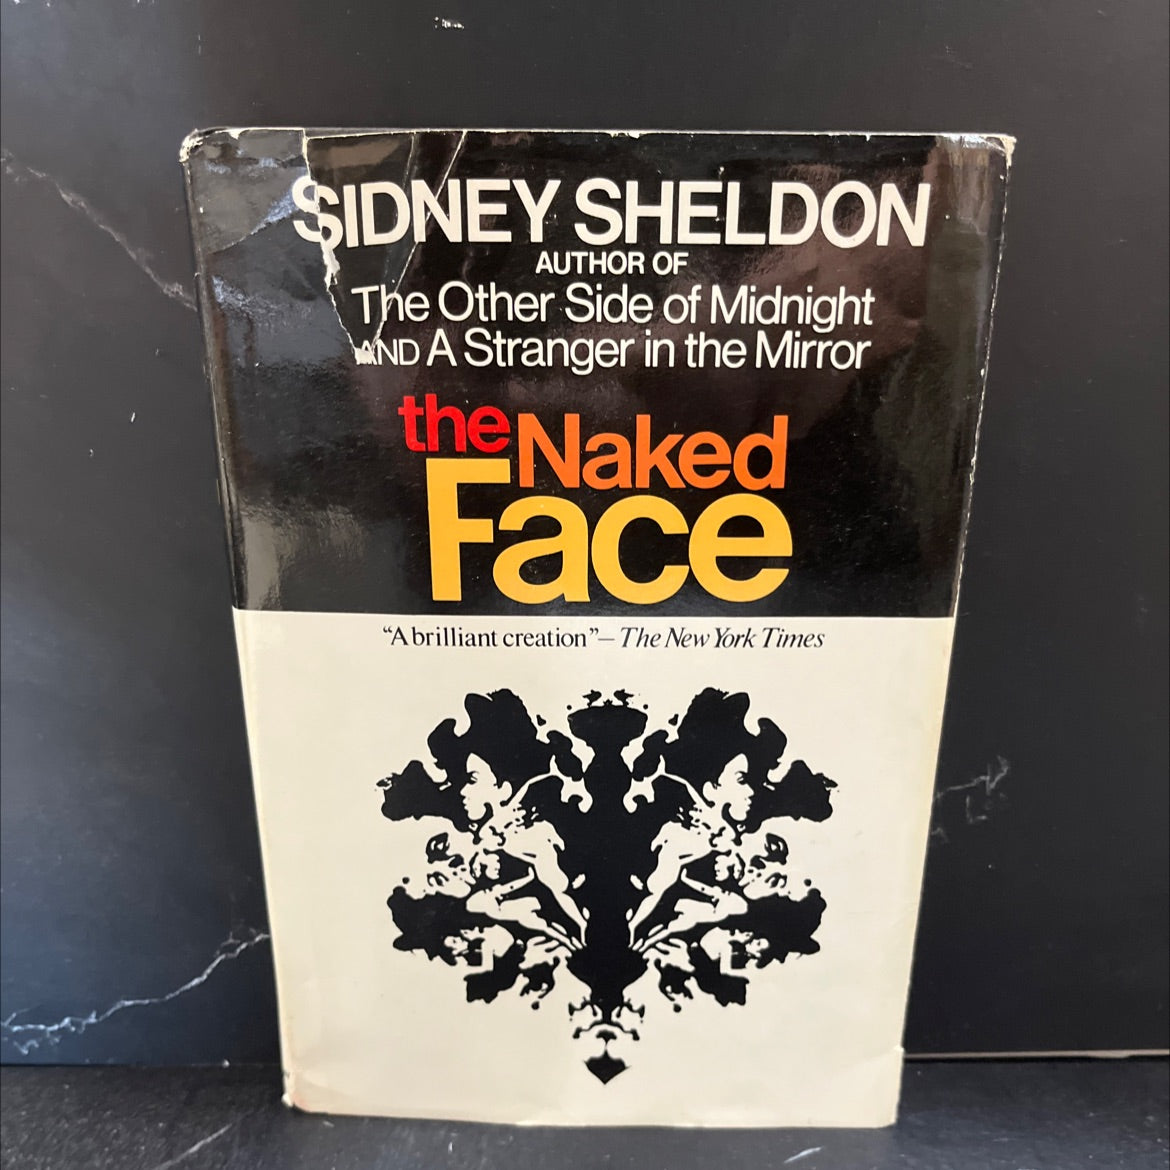 SIDNEY SHELDON
AUTHOR OF
The Other Side of Midnight
AND A Stranger in the Mirror
the Naked
Face
“A brilliant creation”—The New York Times